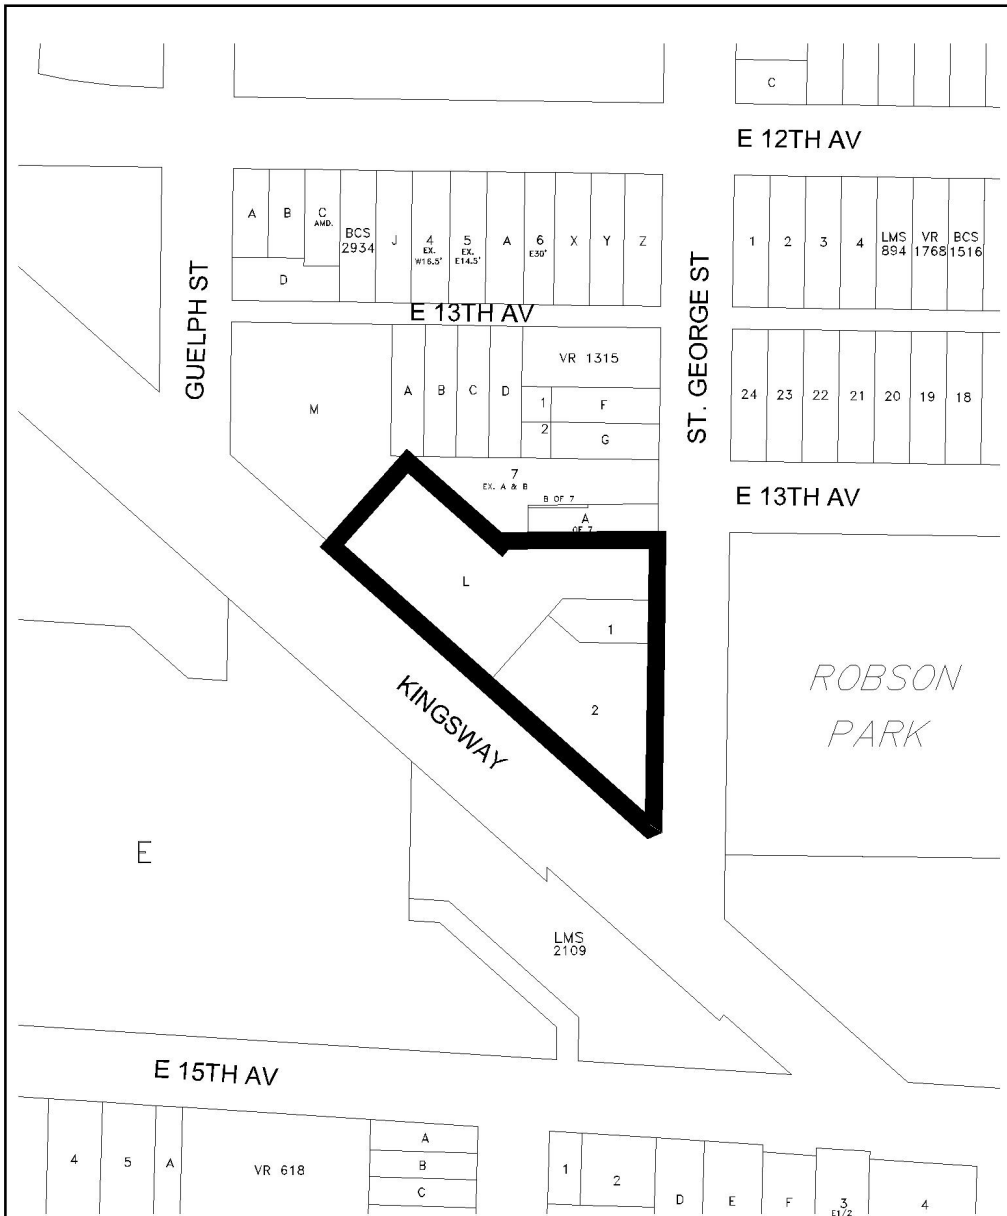 C
E 12TH AV
A
B
C
AMD.
BCS
2934
J
4
EX.
W16.5'
5
EX.
E14.5'
A
6
E30'
X
Y
Z
D
1
2
3
4
LMS
894
VR
1768
BCS
1516
GUELPH ST
E 13TH AV
ST. GEORGE ST
M
A
B
C
D
VR 1315
1
F
2
G
24
23
22
21
20
19
18
7
EX. A & B
B OF 7
A
OF 7
E 13TH AV
L
1
2
KINGSWAY
ROBSON
PARK
E
LMS
2109
E 15TH AV
4
5
A
VR 618
A
B
C
1
2
D
E
F
3
E1/2
4